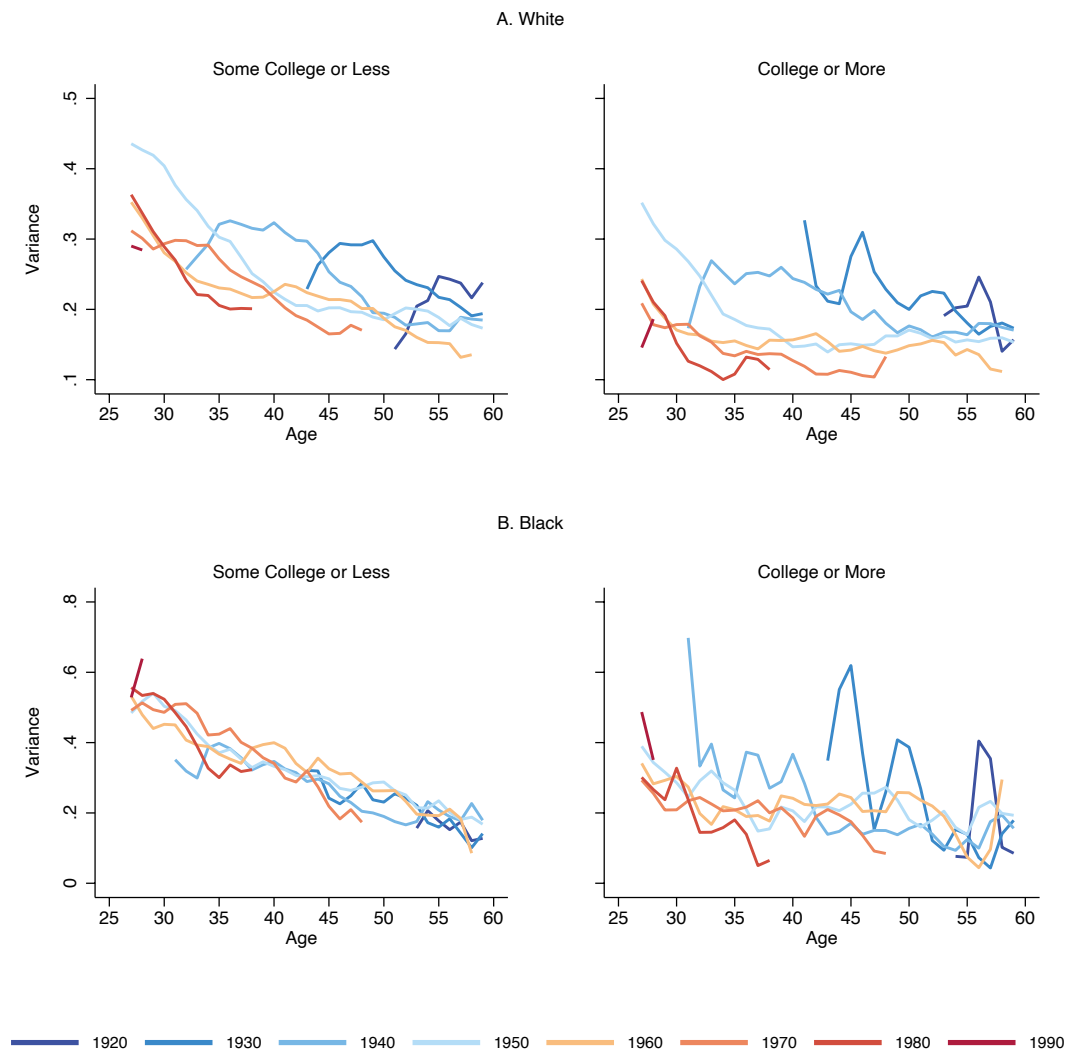 A. White
Some College or Less
College or More
Variance
.5
.4
.3
.2
.1
25 30 35 40 45 50 55 60
25 30 35 40 45 50 55 60
Age
Age
B. Black
Some College or Less
College or More
Variance
.8
.6
.4
.2
0
25 30 35 40 45 50 55 60
25 30 35 40 45 50 55 60
Age
Age
1920 1930 1940 1950 1960 1970 1980 1990